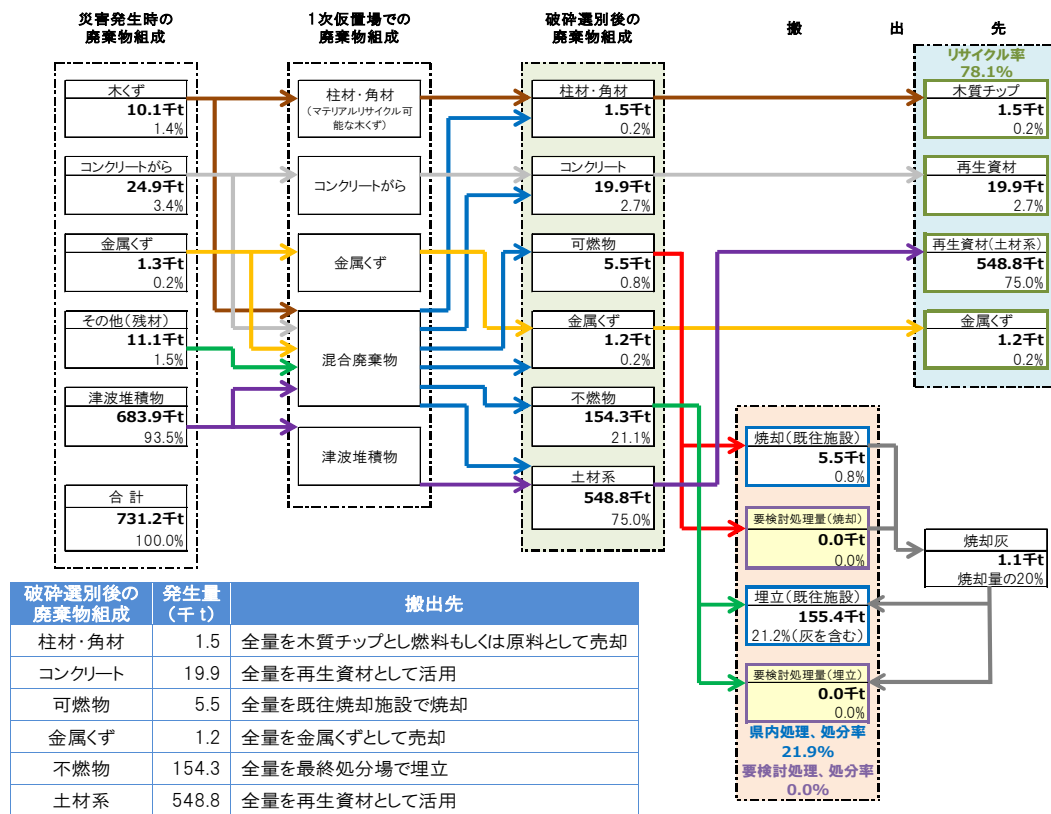 災害発生時の
廃棄物組成
木くず
10.1千t
1.4%
コンクリートがら
24.9千t
3.4%
金属くず
1.3千t
0.2%
その他(残材)
11.1千t
1.5%
津波堆積物
683.9千t
93.5%
合 計
731.2千t
100.0%
1次仮置場での
廃棄物組成
柱材・角材
(マテリアルリサイクル可
能な木くず)
コンクリートがら
金属くず
混合廃棄物
津波堆積物
破砕選別後の
廃棄物組成
柱材・角材
1.5千t
0.2%
コンクリート
19.9千t
2.7%
可燃物
5.5千t
0.8%
金属くず
1.2千t
0.2%
不燃物
154.3千t
21.1%
土材系
548.8千t
75.0%
搬 出 先
リサイクル率
78.1%
木質チップ
1.5千t
0.2%
再生資材
19.9千t
2.7%
再生資材(土材系)
548.8千t
75.0%
金属くず
1.2千t
0.2%
焼却(既往施設)
5.5千t
0.8%
要検討処理量(焼却)
0.0千t
0.0%
埋立(既往施設)
155.4千t
21.2%(灰を含む)
要検討処理量(埋立)
0.0千t
0.0%
県内処理、処分率
21.9%
要検討処理、処分率
0.0%
焼却灰
1.1千t
焼却量の20%
破砕選別後の
廃棄物組成
発生量
(千t)
搬出先
柱材・角材 1.5 全量を木質チップとし燃料もしくは原料として売却
コンクリート 19.9 全量を再生資材として活用
可燃物 5.5 全量を既往焼却施設で焼却
金属くず 1.2 全量を金属くずとして売却
不燃物 154.3 全量を最終処分場で埋立
土材系 548.8 全量を再生資材として活用